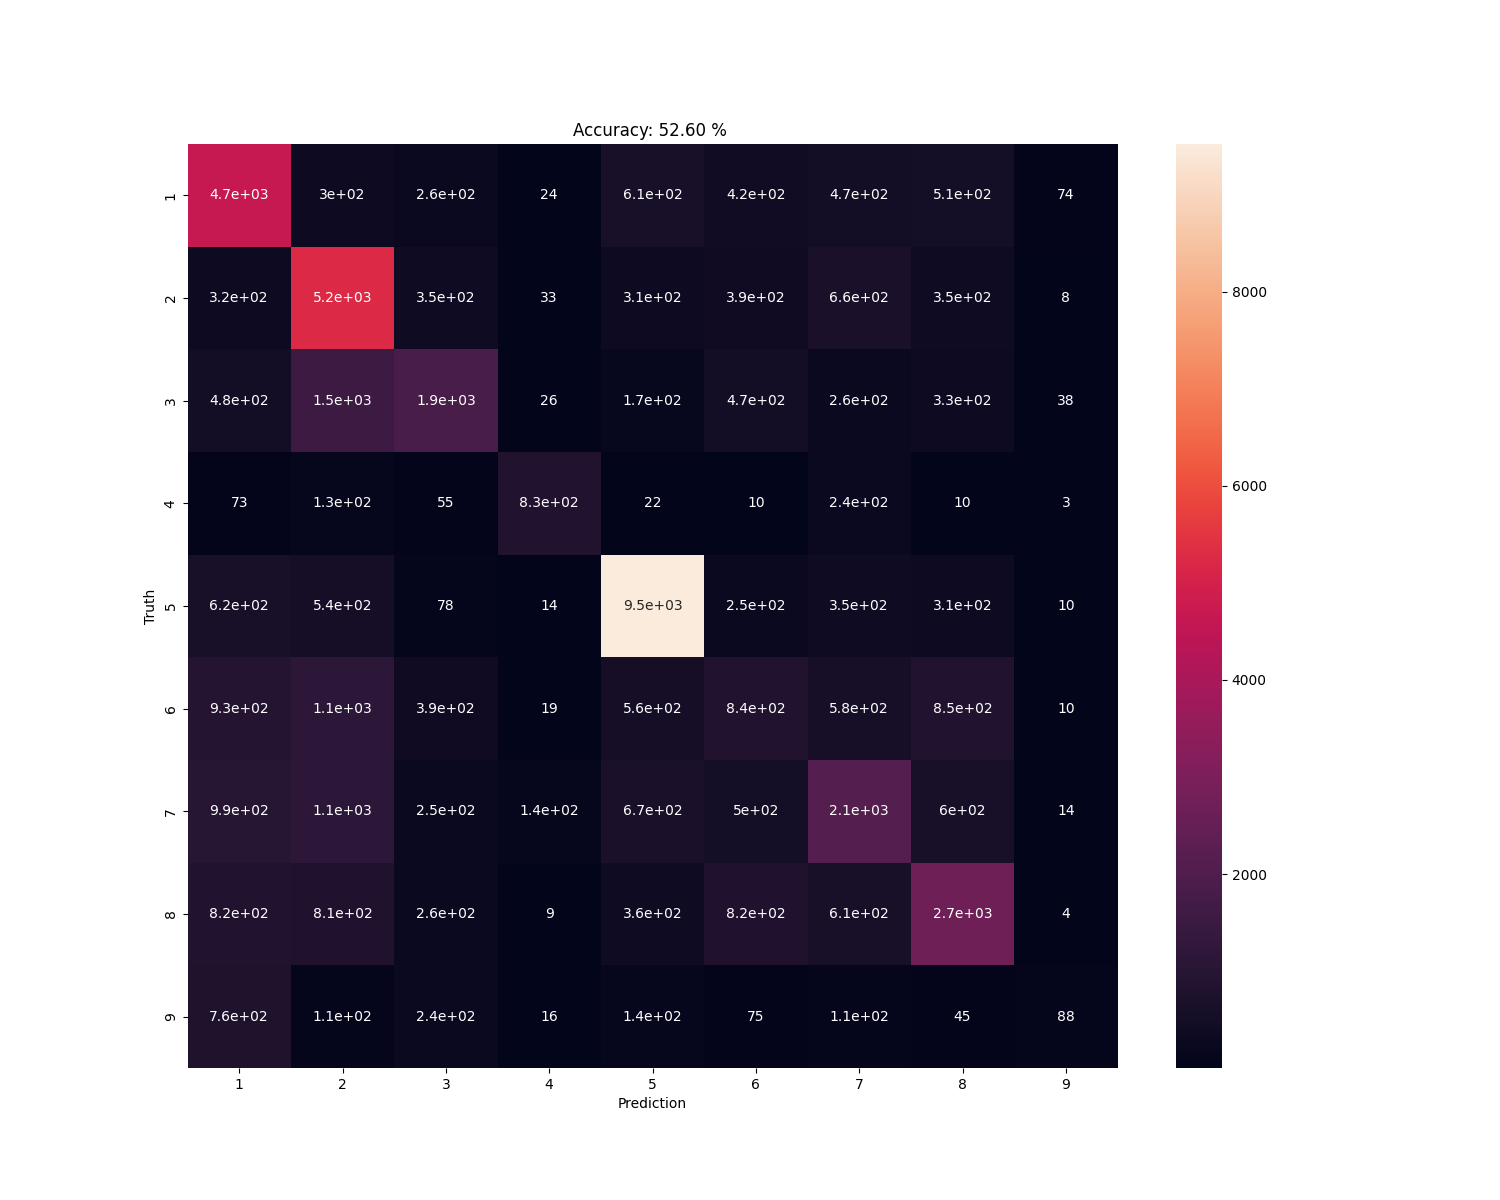 Accuracy: 52.60 %
1 4.7e+03 3e+02 2.6e+02 24 6.1e+02 4.2e+02 4.7e+02 5.1e+02 74
2 3.2e+02 5.2e+03 3.5e+02 33 3.1e+02 3.9e+02 6.6e+02 3.5e+02 8
8000
3 4.8e+02 1.5e+03 1.9e+03 26 1.7e+02 4.7e+02 2.6e+02 3.3e+02 38
6000
4 73 1.3e+02 55 8.3e+02 22 10 2.4e+02 10 3
Truth
5 6.2e+02 5.4e+02 78 14 9.5e+03 2.5e+02 3.5e+02 3.1e+02 10
4000
6 9.3e+02 1.1e+03 3.9e+02 19 5.6e+02 8.4e+02 5.8e+02 8.5e+02 10
7 9.9e+02 1.1e+03 2.5e+02 1.4e+02 6.7e+02 5e+02 2.1e+03 6e+02 14
2000
8 8.2e+02 8.1e+02 2.6e+02 9 3.6e+02 8.2e+02 6.1e+02 2.7e+03 4
9 7.6e+02 1.1e+02 2.4e+02 16 1.4e+02 75 1.1e+02 45 88
1 2 3 4 5 6 7 8 9
Prediction